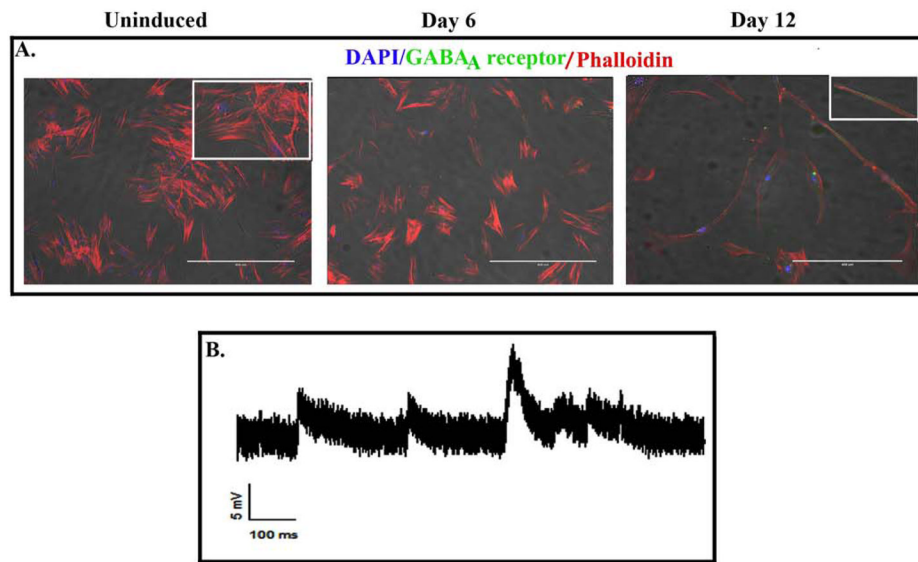 Uninduced Day 6 Day 12
A.
DAPI/GABAA receptor/Phalloidin
B.
5 mV
100 ms